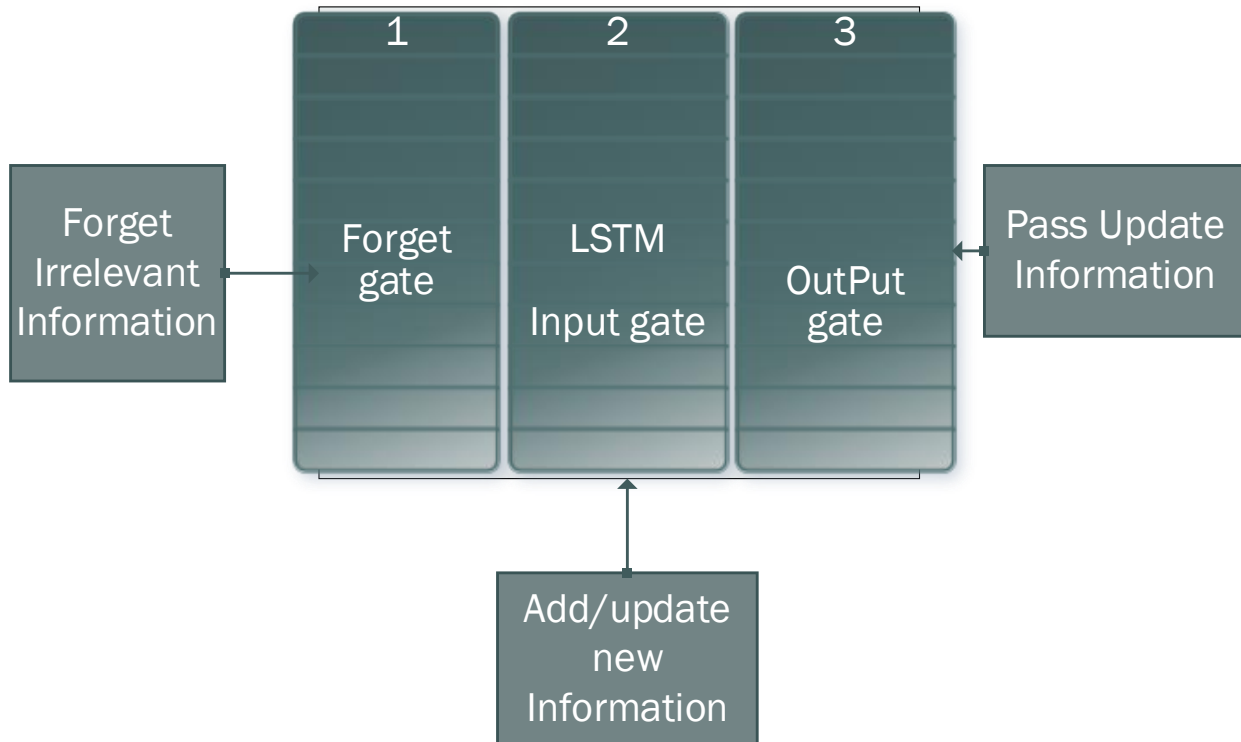 1
2
3
Forget
Irrelevant
Information
Forget
gate
LSTM
Input gate
OutPut
gate
Pass Update
Information
Add/update
new
Information